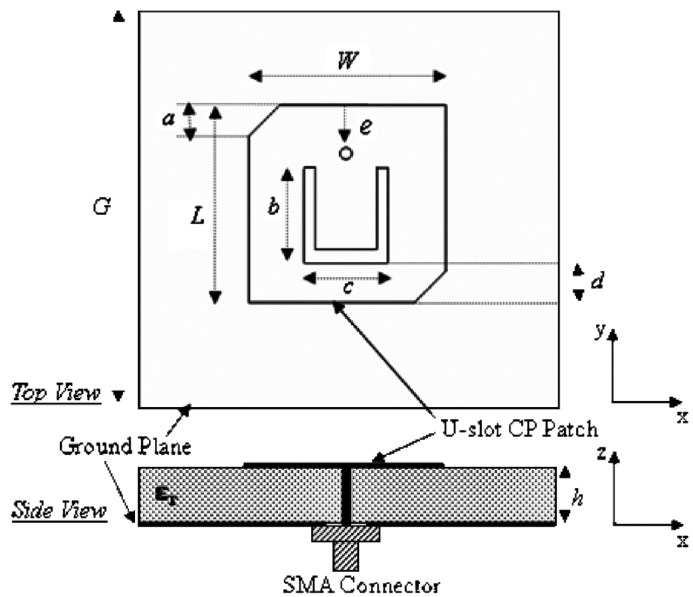 W
a
e
G
L
b
c
d
y
x
Top View
Ground Plane
U-slot CP Patch
εr
h
z
x
Side View
SMA Connector